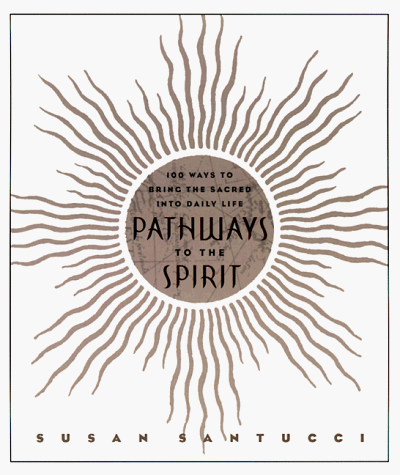 100 WAYS TO
BRING THE SACRED
INTO DAILY LIFE
PATHWAYS
TO THE
SPIRIT
SUSAN SANTUCCI